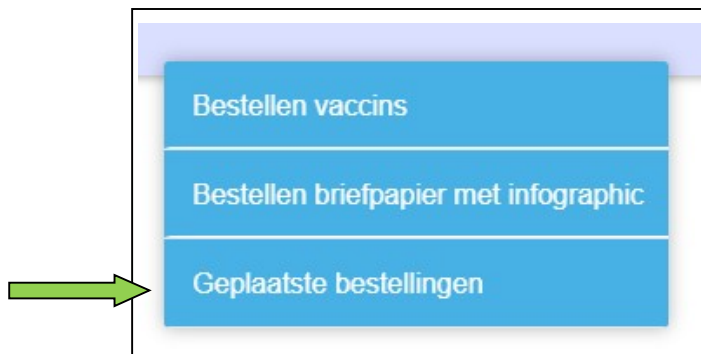 Bestellen vaccins
Bestellen briefpapier met infographic
Geplaatste bestellingen